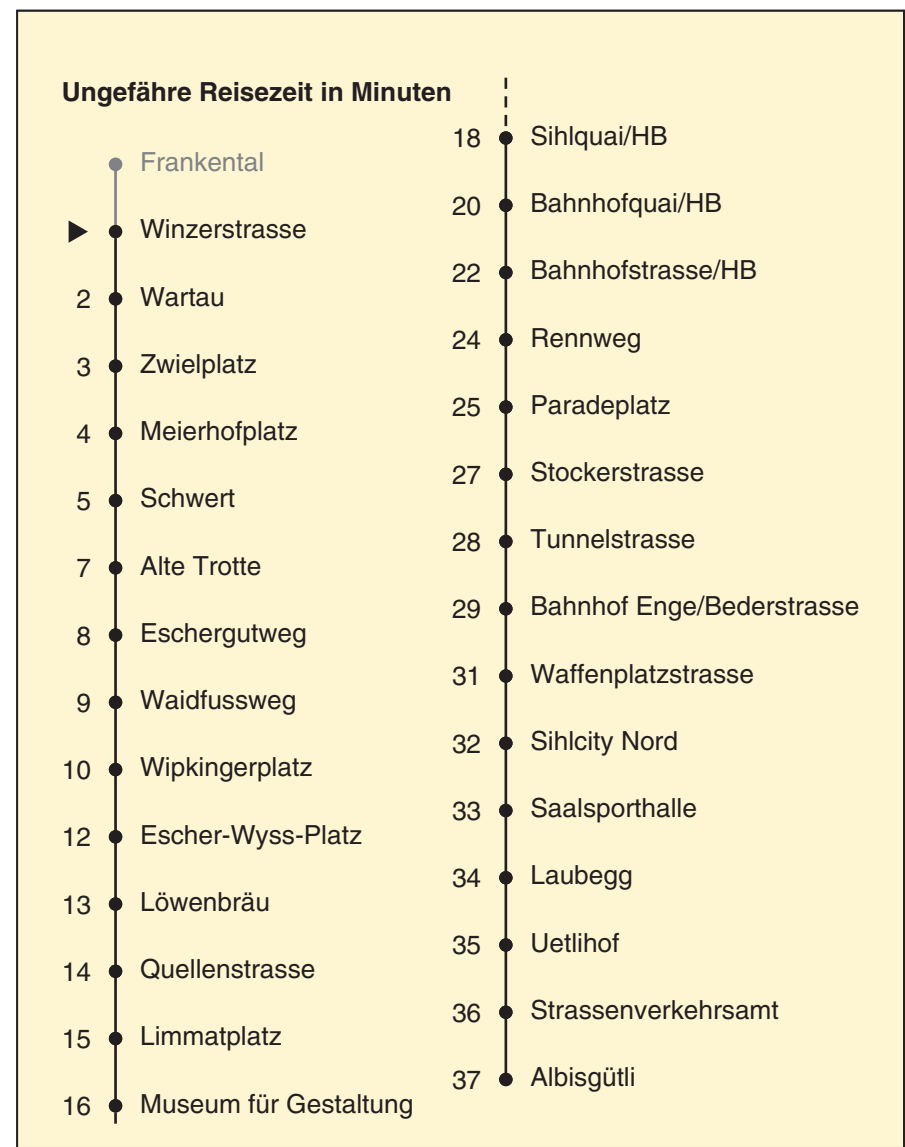 Ungefähre Reisezeit in Minuten
Frankental
Winzerstrasse
2 Wartau
3 Zwielplatz
4 Meierhofplatz
5 Schwert
7 Alte Trotte
8 Eschergutweg
9 Waidfussweg
10 Wipkingerplatz
12 Escher-Wyss-Platz
13 Löwenbräu
14 Quellenstrasse
15 Limmatplatz
16 Museum für Gestaltung
18 Sihlquai/HB
20 Bahnhofquai/HB
22 Bahnhofstrasse/HB
24 Rennweg
25 Paradeplatz
27 Stockerstrasse
28 Tunnelstrasse
29 Bahnhof Enge/Bederstrasse
31 Waffenplatzstrasse
32 Sihlcity Nord
33 Saalsporthalle
34 Laubegg
35 Uetlihof
36 Strassenverkehrsamt
37 Albisgütli